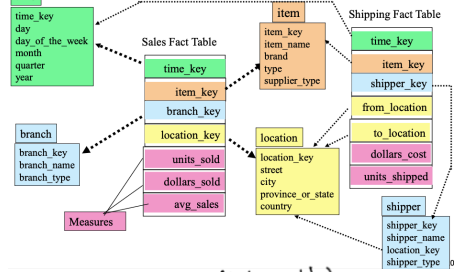 item
Shipping Fact Table
time_key
day
day_of_the_week
month
quarter
year
Sales Fact Table
item_key
item_name
brand
type
supplier_type
time_key
item_key
shipper_key
from_location
to_location
dollars_cost
units_shipped
time_key
item_key
branch_key
location_key
units_sold
dollars_sold
avg_sales
Measures
branch
branch_key
branch_name
branch_type
location
location_key
street
city
province_or_state
country
shipper
shipper_key
shipper_name
location_key
shipper_type